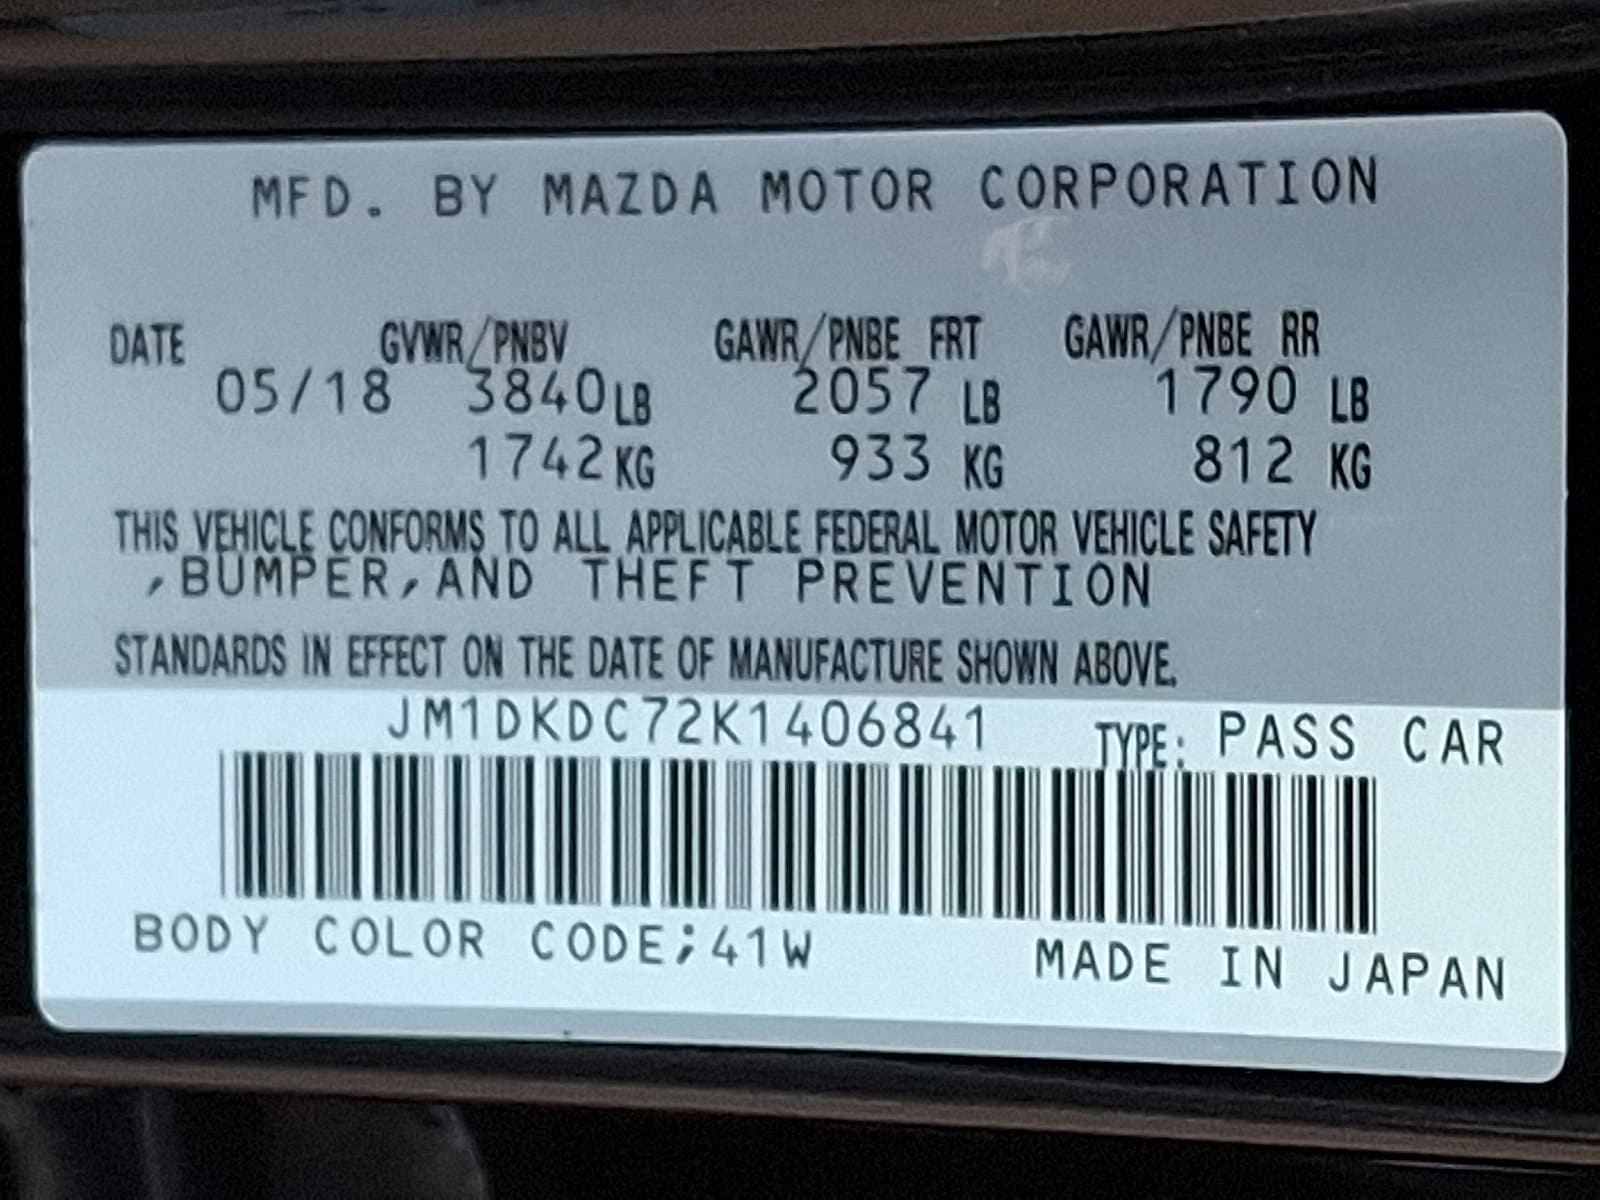 MFD. BY MAZDA MOTOR CORPORATION
DATE GVWR/PNBV GAWR/PNBE FRT GAWR/PNBE RR
05/18 3840LB 2057 LB 1790 LB
1742KG 933 KG 812 KG
THIS VEHICLE CONFORMS TO ALL APPLICABLE FEDERAL MOTOR VEHICLE SAFETY
,BUMPER,AND THEFT PREVENTION
STANDARDS IN EFFECT ON THE DATE OF MANUFACTURE SHOWN ABOVE.
JM1DKDC72K1406841 TYPE: PASS CAR
BODY COLOR CODE;41W MADE IN JAPAN